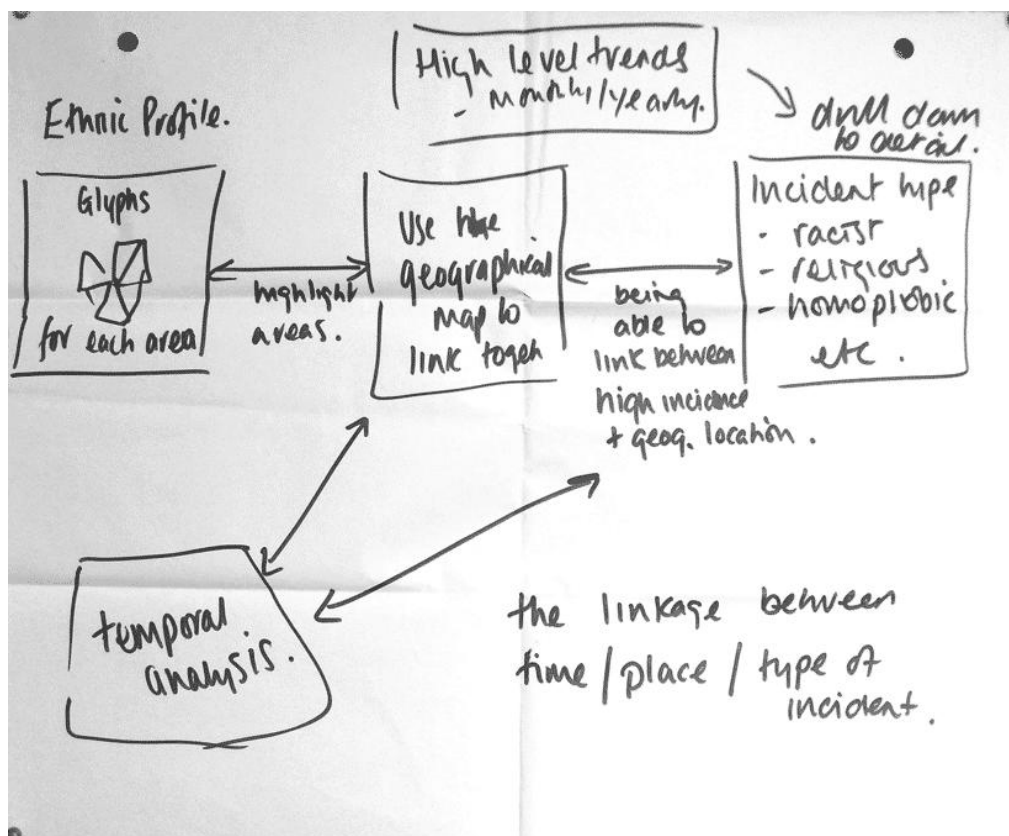 High level trends
- monthly/yearly.
drill down
to detail.
Ethnic Profile.
Glyphs
for each area
highlight
areas.
Use the
geographical
map to
link togeh
being
able to
link between
high incidence
+ geog. location.
Incident type
- racist
- religious
- homophobic
etc.
temporal
analysis.
the linkage between
time / place / type of
incident.